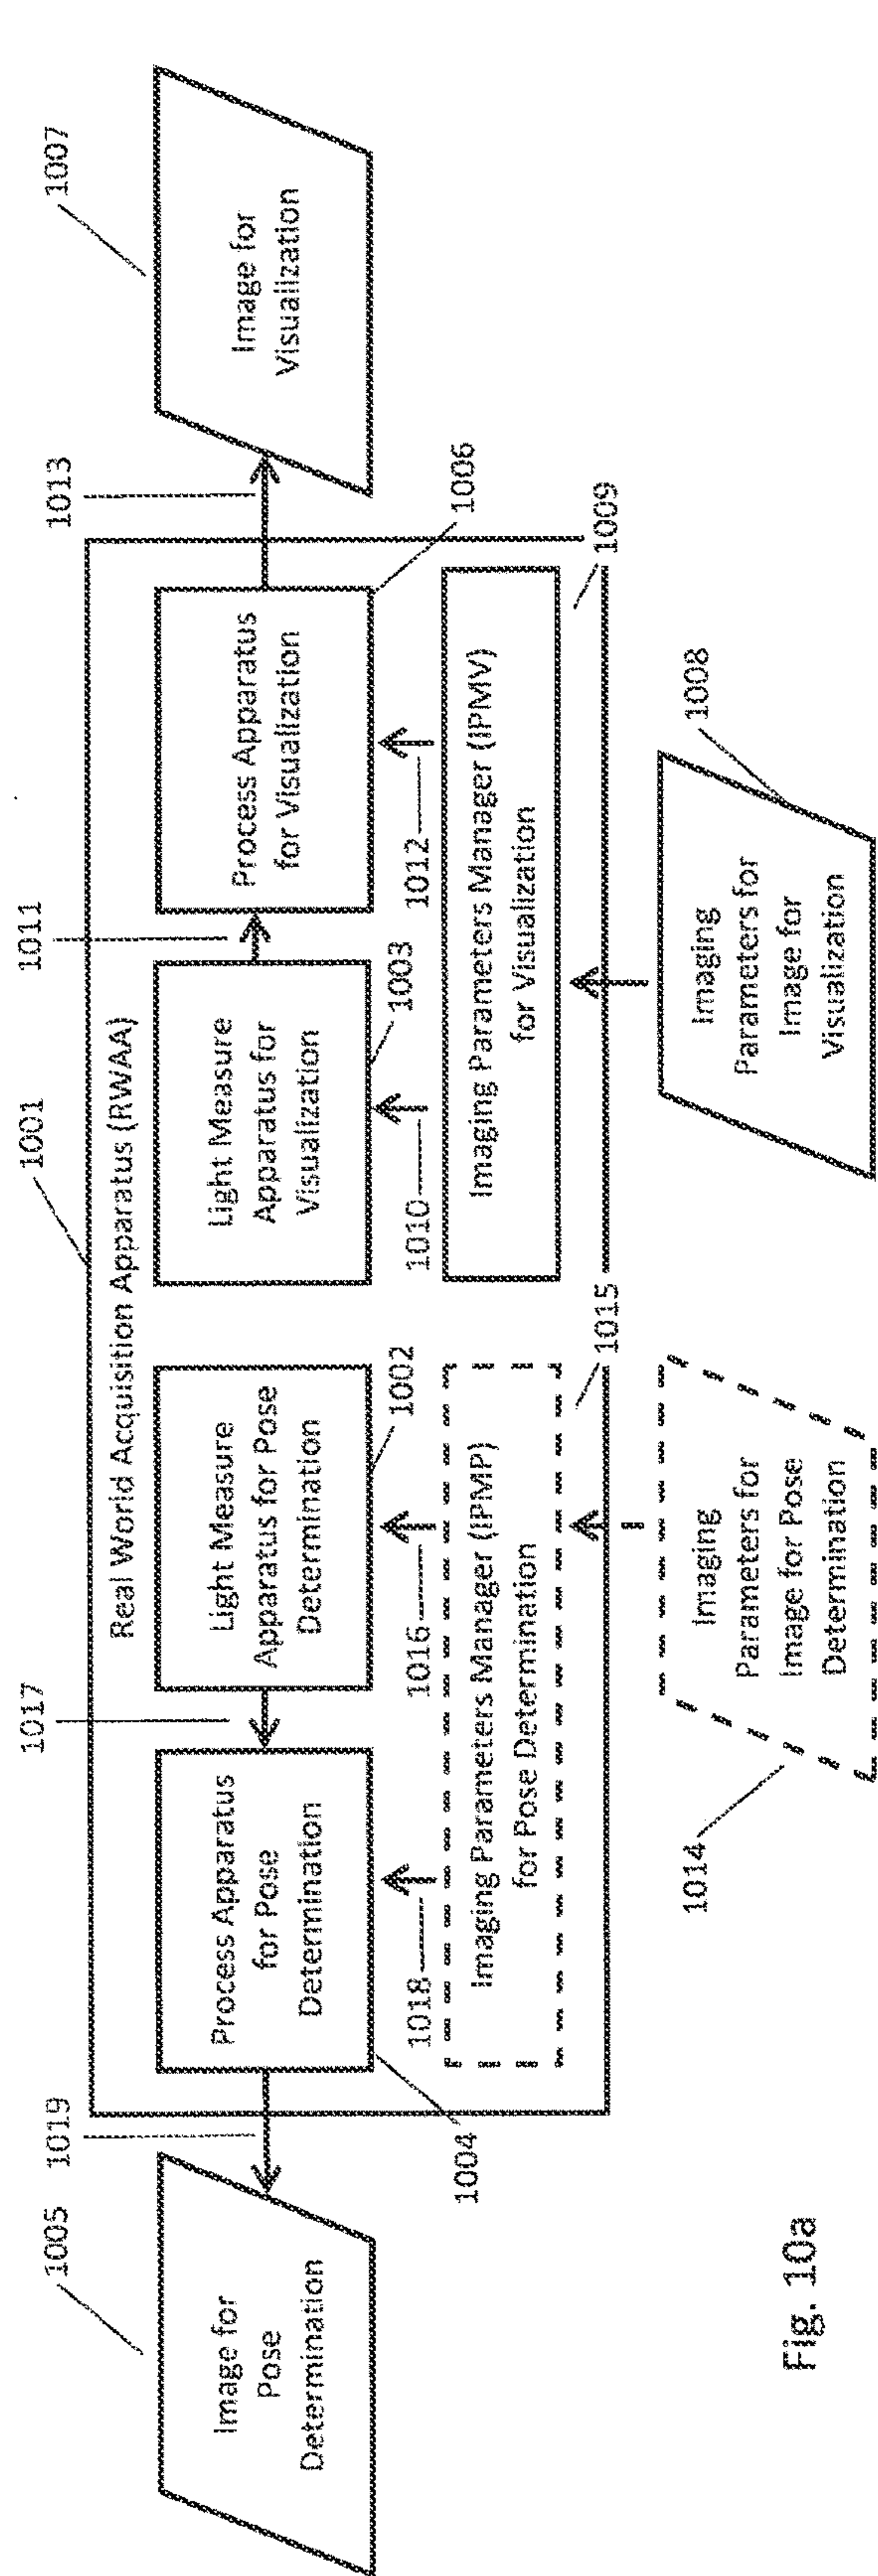 1005
1019
1017
1001
1011
1013
1007
Real World Acquisition Apparatus (RWAA)
Image for
Pose
Determination
Process Apparatus
for Pose
Determination
Light Measure
Apparatus for Pose
Determination
Light Measure
Apparatus for
Visualization
Process Apparatus
for Visualization
Image for
Visualization
1004
1018
1016
1002
1010
1003
1012
1006
Imaging Parameters Manager (IPMP)
for Pose Determination
Imaging Parameters Manager (IPMV)
for Visualization
1015
1009
1014
Imaging
Parameters for
Image for Pose
Determination
Imaging
Parameters for
Image for
Visualization
1008
Fig. 10a